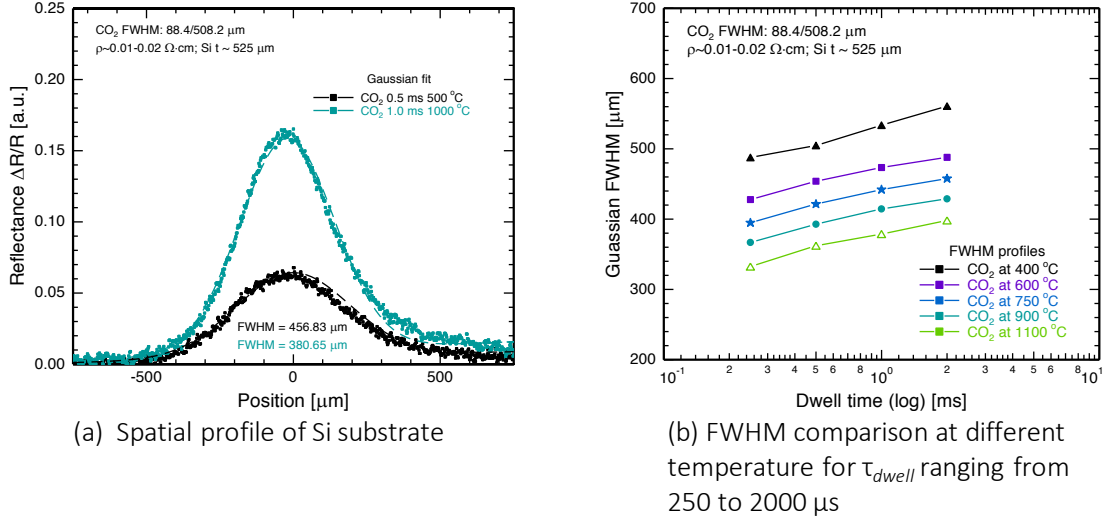 CO₂ FWHM: 88.4/508.2 μm
ρ~0.01-0.02 Ω·cm; Si t ~ 525 μm
Gaussian fit
CO₂ 0.5 ms 500 °C
CO₂ 1.0 ms 1000 °C
FWHM = 456.83 μm
FWHM = 380.65 μm
Reflectance ΔR/R [a.u.]
0.25
0.20
0.15
0.10
0.05
0.00
-500
0
500
Position [μm]
(a) Spatial profile of Si substrate
CO₂ FWHM: 88.4/508.2 μm
ρ~0.01-0.02 Ω·cm; Si t ~ 525 μm
Guassian FWHM [μm]
700
600
500
400
300
200
FWHM profiles
CO₂ at 400 °C
CO₂ at 600 °C
CO₂ at 750 °C
CO₂ at 900 °C
CO₂ at 1100 °C
10⁻¹ 2 3 4 5 6 8 10⁰ 2 3 4 5 6 8 10¹
Dwell time (log) [ms]
(b) FWHM comparison at different
temperature for τdwell ranging from
250 to 2000 μs